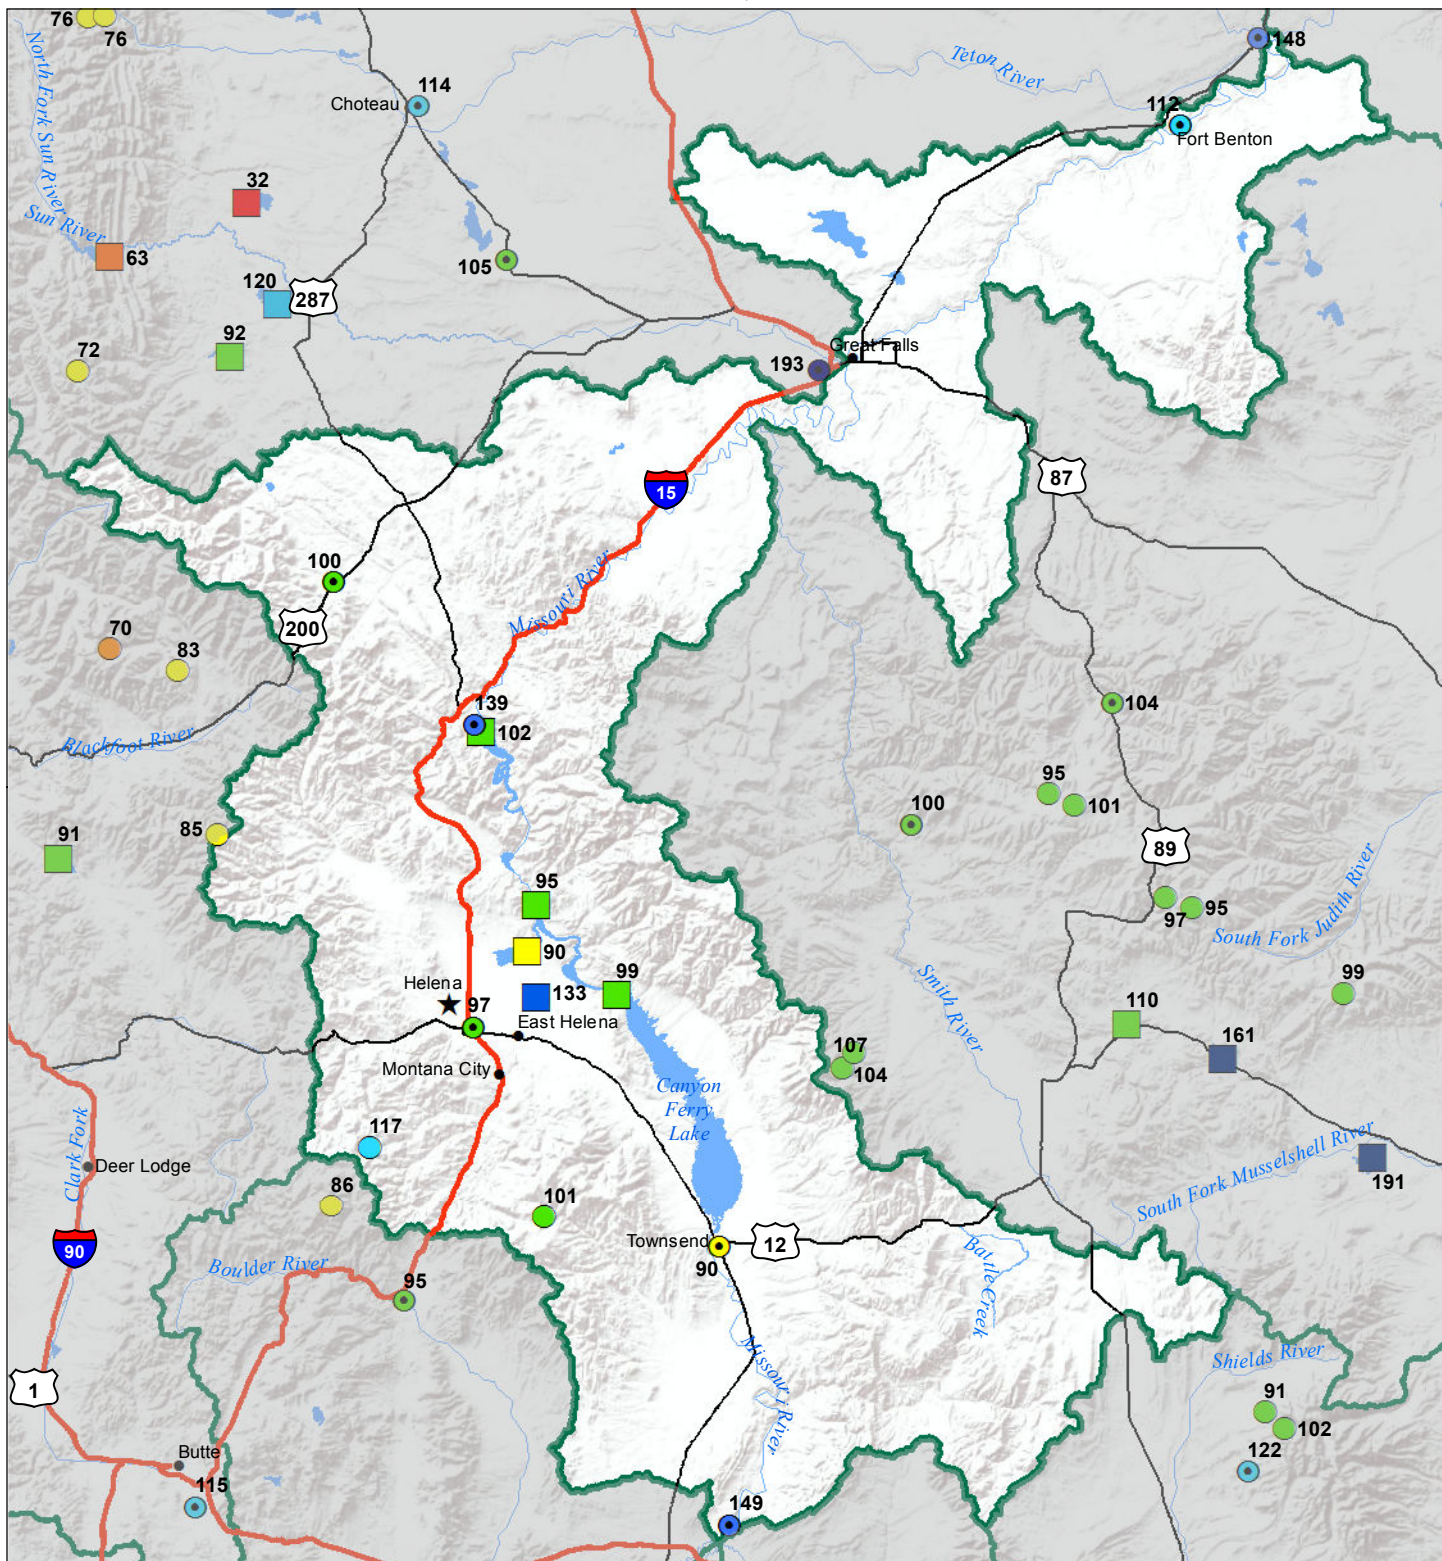 76
76
148
North Fork Sun River
Teton River
114
Choteau
112
Fort Benton
32
Sun River
63
105
120
287
92
72
Great Falls
193
87
15
100
Missouri River
200
70
83
104
139
102
Blackfoot River
95
101
100
85
89
91
95
97
95
South Fork Judith River
90
99
Helena
133
99
97
East Helena
Smith River
110
161
107
104
Montana City
Canyon
Ferry
Lake
117
Clark Fork
Deer Lodge
South Fork Musselshell River
191
86
101
Townsend
12
90
90
Battle Creek
Boulder River
95
Missouri River
Shields River
1
91
102
Butte
122
115
149